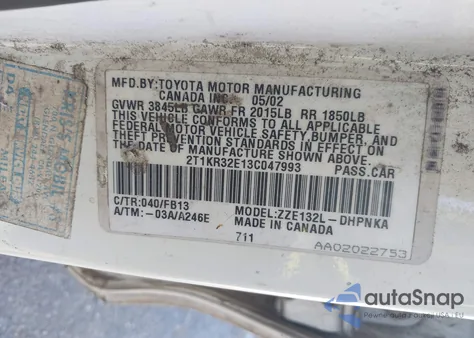 MFD.BY:TOYOTA MOTOR MANUFACTURING
CANADA INC. 05/02
GVWR 3845LB GAWR FR 2015LB RR 1850LB
THIS VEHICLE CONFORMS TO ALL APPLICABLE
FEDERAL MOTOR VEHICLE SAFETY, BUMPER, AND
THEFT PREVENTION STANDARDS IN EFFECT ON
THE DATE OF MANUFACTURE SHOWN ABOVE.
2T1KR32E13C047993 PASS.CAR
C/TR:040/FB13 MODEL:ZZE132L-DHPNKA
A/TM:-03A/A246E MADE IN CANADA
711 AA02022753
autoSnap